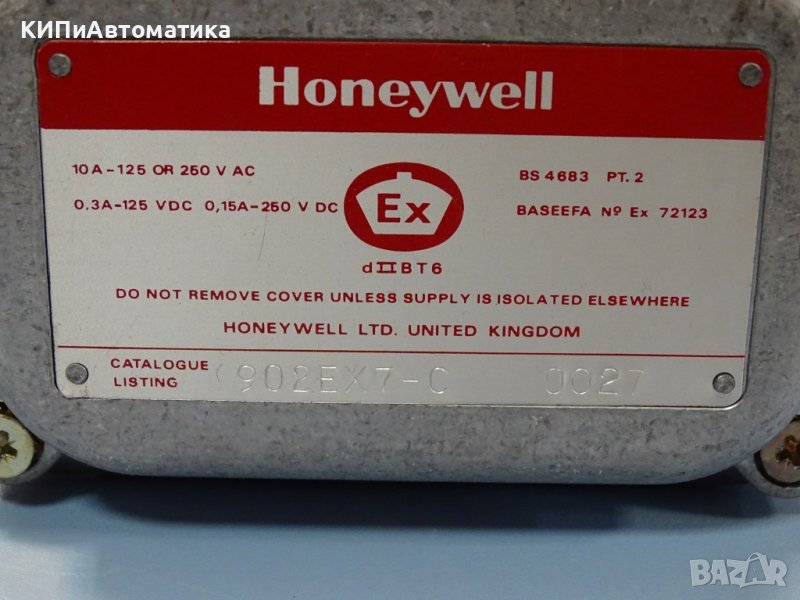 КИПиАвтоматика
Honeywell
10A-125 OR 250 V AC
BS 4683 PT. 2
0.3A-125 VDC 0,15A-250 V DC
Ex
BASEEFA Nº Ex 72123
dIIBT6
DO NOT REMOVE COVER UNLESS SUPPLY IS ISOLATED ELSEWHERE
HONEYWELL LTD. UNITED KINGDOM
CATALOGUE LISTING
902EX7-C 0027
BAZAR